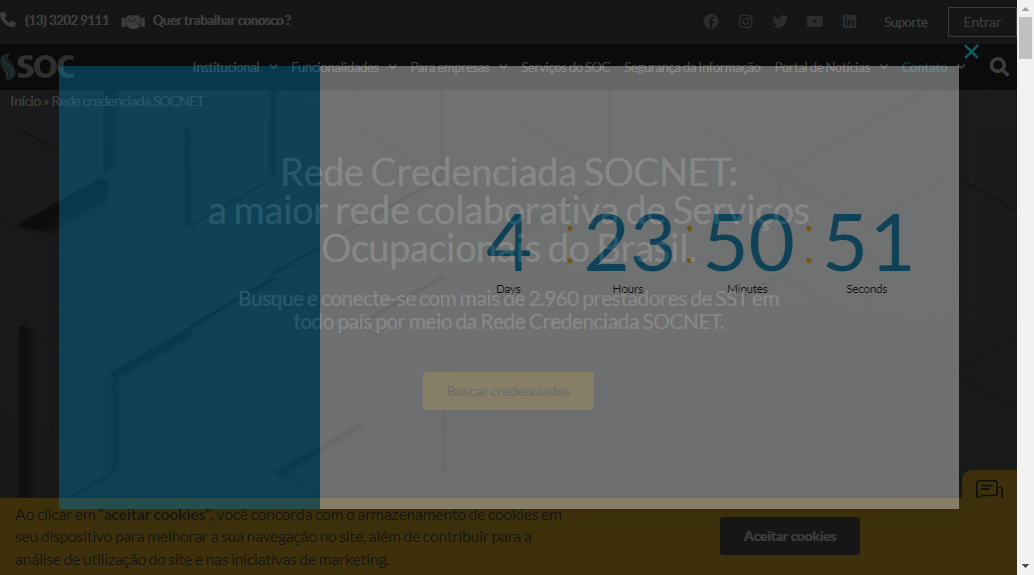 (13) 3202 9111
Quer trabalhar conosco ?
Suporte
Entrar
SOC
Institucional
Funcionalidades
Para empresas
Serviços do SOC
Segurança da Informação
Portal de Notícias
Contato
Início » Rede credenciada SOCNET
Rede Credenciada SOCNET:
a maior rede colaborativa de Serviços
Ocupacionais do Brasil.
4 : 23 : 50 : 51
Days Hours Minutes Seconds
Busque e conecte-se com mais de 2.960 prestadores de SST em
todo país por meio da Rede Credenciada SOCNET.
Buscar credenciados
Ao clicar em "aceitar cookies", você concorda com o armazenamento de cookies em
seu dispositivo para melhorar a sua navegação no site, além de contribuir para a
análise de utilização do site e nas iniciativas de marketing.
Aceitar cookies